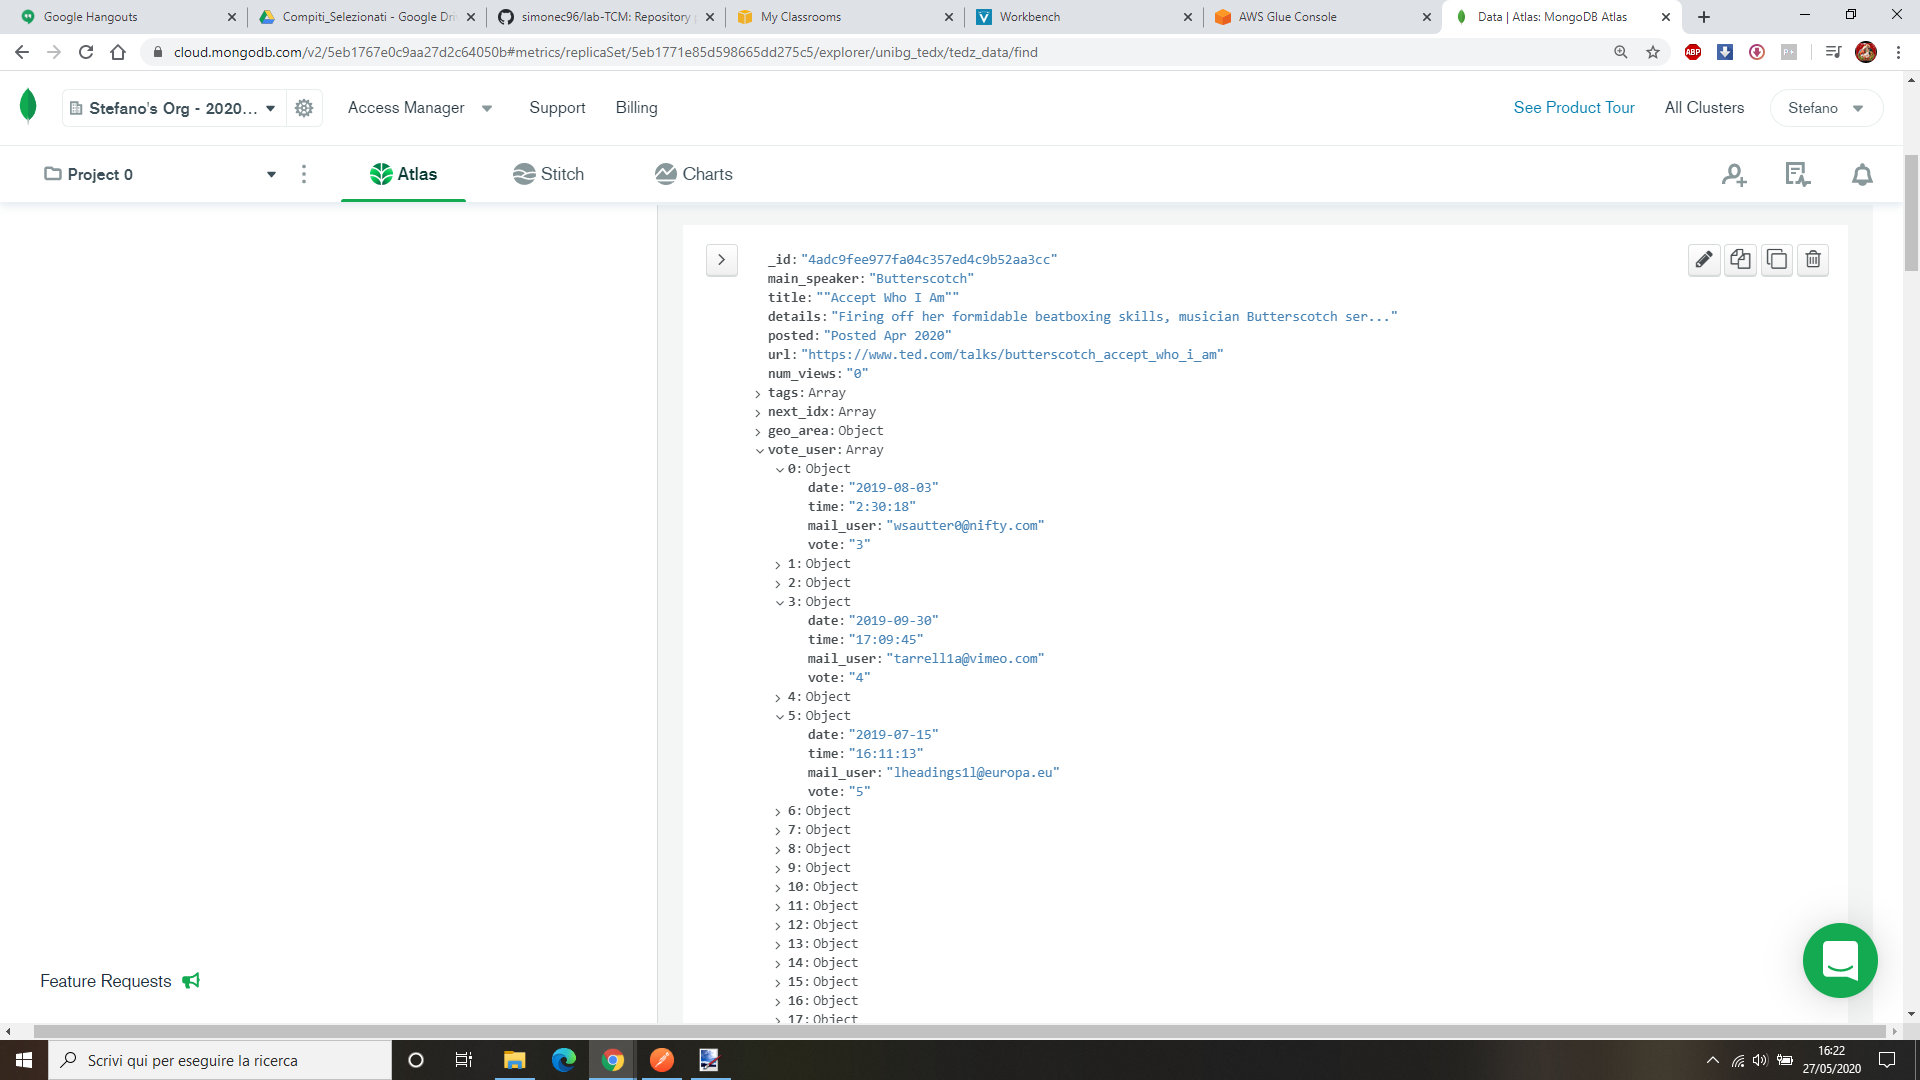 Google Hangouts
Compiti_Selezionati - Google Dri
simonec96/lab-TCM: Repository
My Classrooms
Workbench
AWS Glue Console
Data | Atlas: MongoDB Atlas
cloud.mongodb.com/v2/5eb1767e0c9aa27d2c64050b#metrics/replicaSet/5eb1771e85d598665dd275c5/explorer/unibg_tedx/tedz_data/find
ABP
Stefano's Org - 2020...
Access Manager
Support
Billing
See Product Tour
All Clusters
Stefano
Project 0
Atlas
Stitch
Charts
_id: "4adc9fee977fa04c357ed4c9b52aa3cc"
main_speaker: "Butterscotch"
title: ""Accept Who I Am""
details: "Firing off her formidable beatboxing skills, musician Butterscotch ser..."
posted: "Posted Apr 2020"
url: "https://www.ted.com/talks/butterscotch_accept_who_i_am"
num_views: "0"
tags: Array
next_idx: Array
geo_area: Object
vote_user: Array
0: Object
date: "2019-08-03"
time: "2:30:18"
mail_user: "wsautter0@nifty.com"
vote: "3"
1: Object
2: Object
3: Object
date: "2019-09-30"
time: "17:09:45"
mail_user: "tarrell1a@vimeo.com"
vote: "4"
4: Object
5: Object
date: "2019-07-15"
time: "16:11:13"
mail_user: "lheadings1l@europa.eu"
vote: "5"
6: Object
7: Object
8: Object
9: Object
10: Object
11: Object
12: Object
13: Object
14: Object
15: Object
16: Object
17: Object
Feature Requests
Scrivi qui per eseguire la ricerca
16:22
27/05/2020